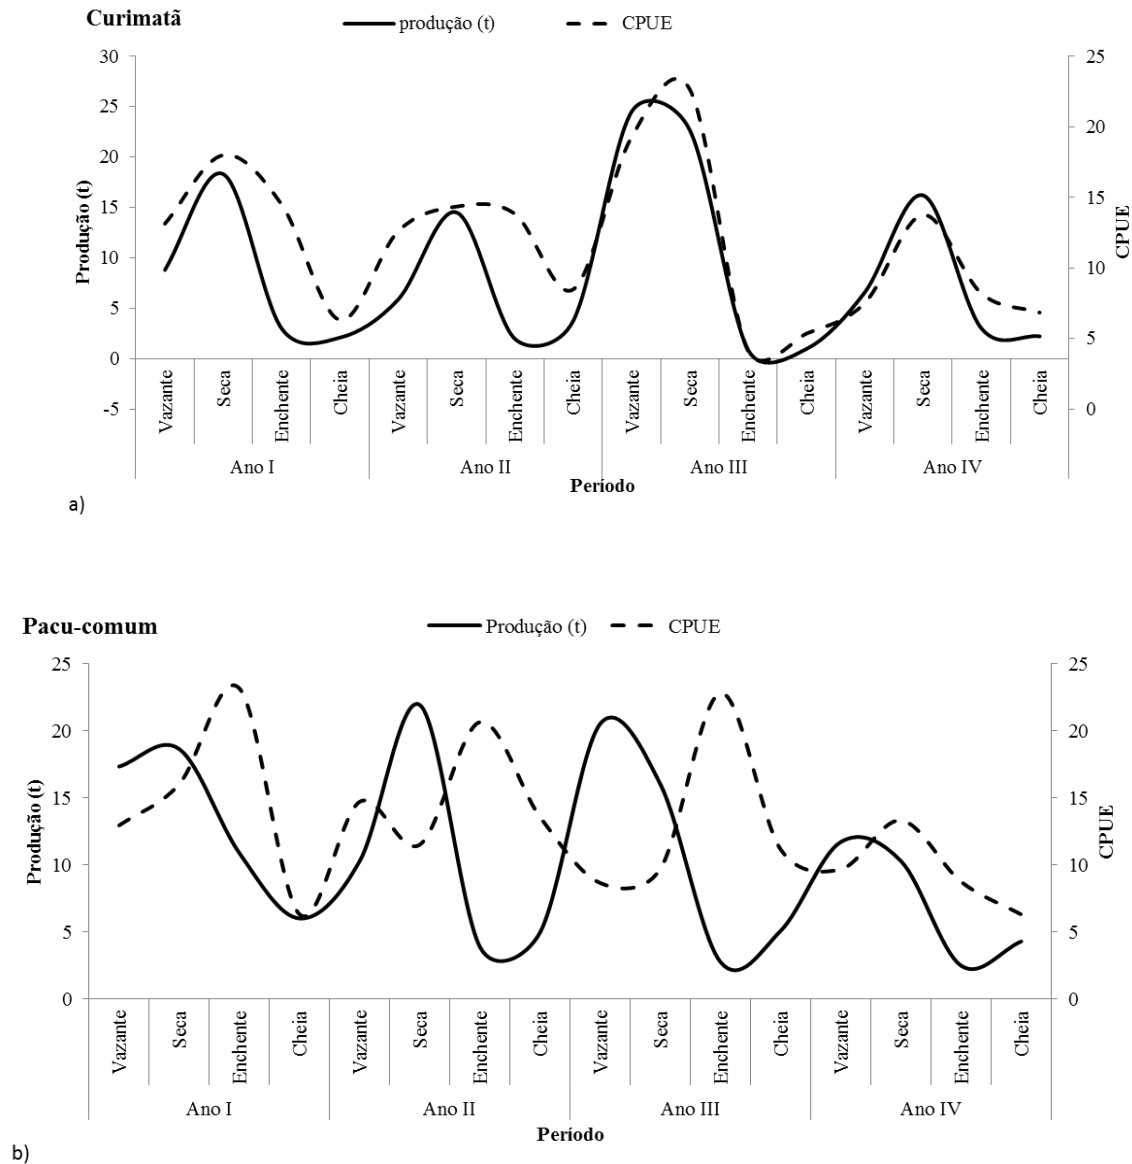 Curimatã
produção (t) CPUE
30 25
25 20
20 15
15 10
10 5
5 0
0
-5
Produção (t)
CPUE
Vazante Seca Enchente Cheia Vazante Seca Enchente Cheia Vazante Seca Enchente Cheia Vazante Seca Enchente Cheia
Ano I Ano II Ano III Ano IV
Período
a)
Pacu-comum
Produção (t) CPUE
25 25
20 20
15 15
10 10
5 5
0 0
Produção (t)
CPUE
Vazante Seca Enchente Cheia Vazante Seca Enchente Cheia Vazante Seca Enchente Cheia Vazante Seca Enchente Cheia
Ano I Ano II Ano III Ano IV
Período
b)